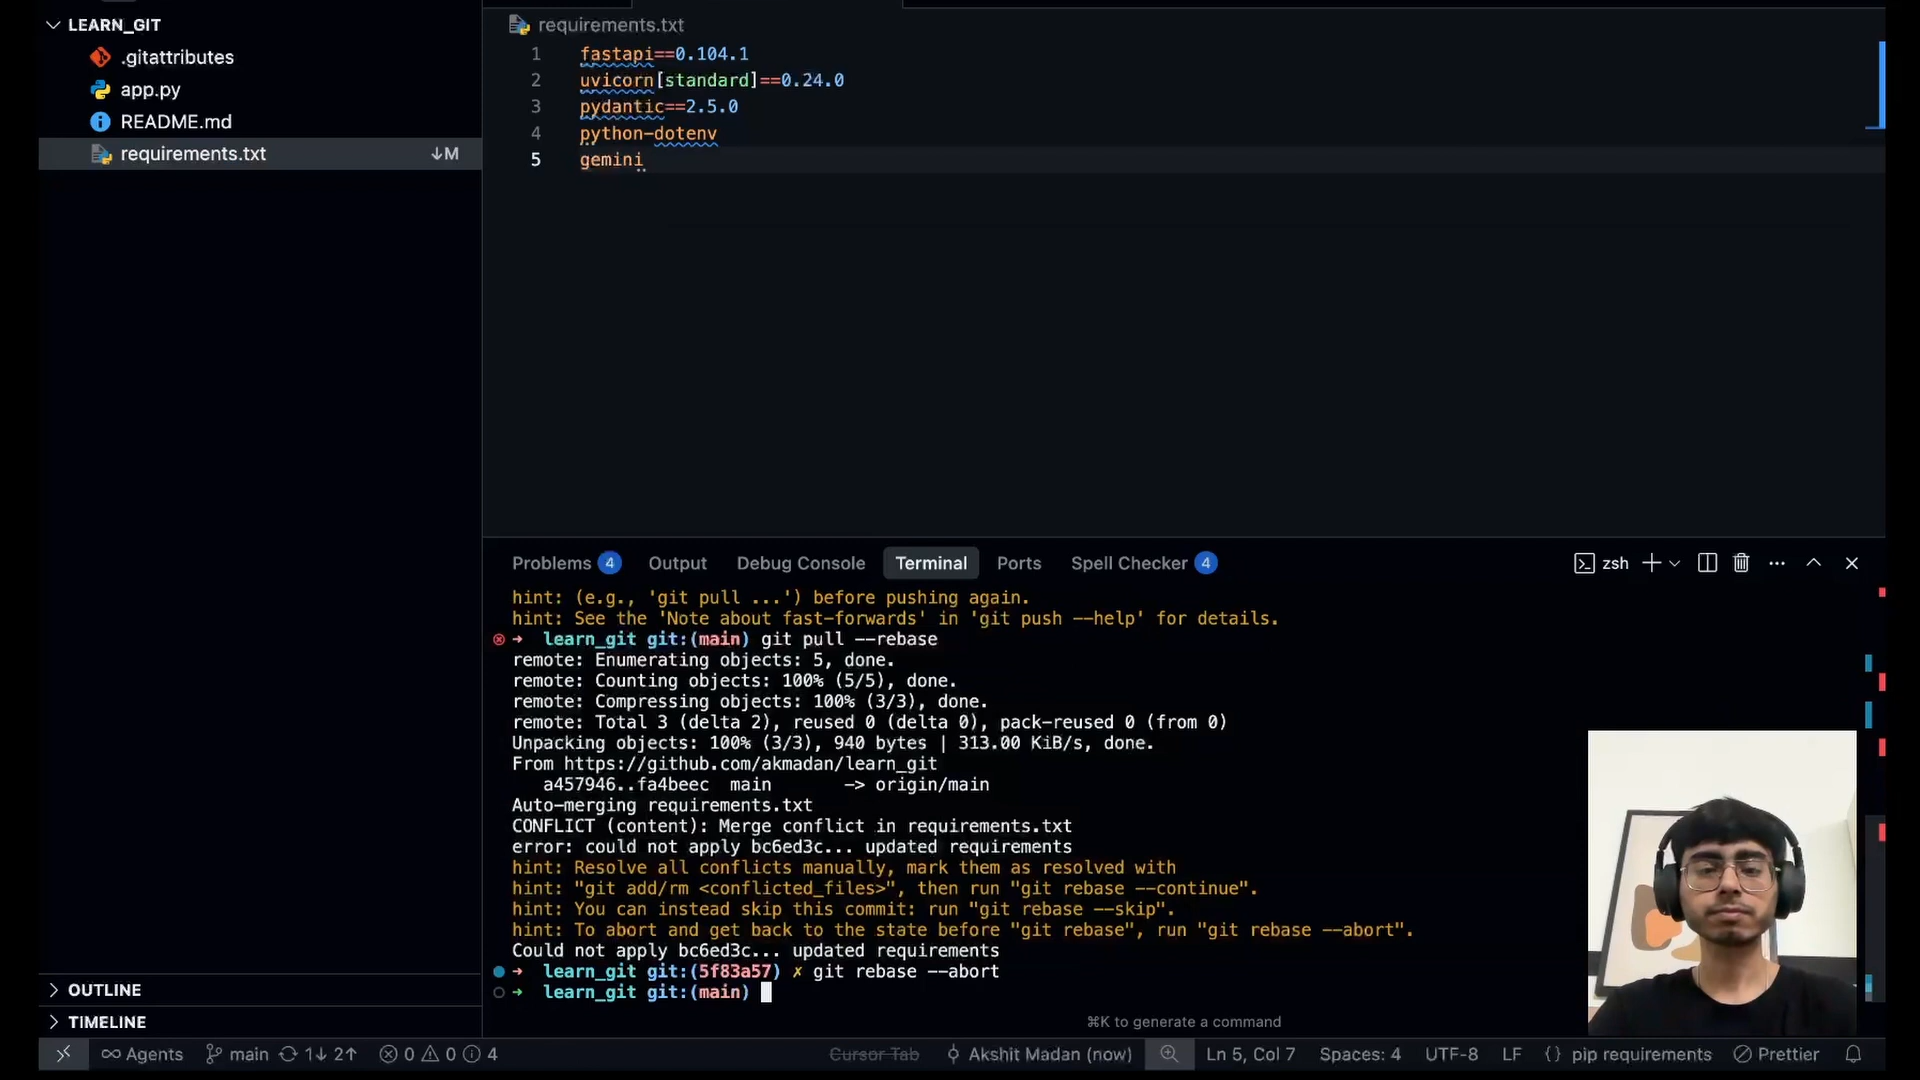 LEARN_GIT
.gitattributes
app.py
README.md
requirements.txt ↓M
OUTLINE
TIMELINE
requirements.txt
1 fastapi==0.104.1
2 uvicorn[standard]==0.24.0
3 pydantic==2.5.0
4 python-dotenv
5 gemini
Problems 4 Output Debug Console Terminal Ports Spell Checker 4 zsh
hint: (e.g., 'git pull ...') before pushing again.
hint: See the 'Note about fast-forwards' in 'git push --help' for details.
→ learn_git git:(main) git pull --rebase
remote: Enumerating objects: 5, done.
remote: Counting objects: 100% (5/5), done.
remote: Compressing objects: 100% (3/3), done.
remote: Total 3 (delta 2), reused 0 (delta 0), pack-reused 0 (from 0)
Unpacking objects: 100% (3/3), 940 bytes | 313.00 KiB/s, done.
From https://github.com/akmadan/learn_git
a457946..fa4beec main -> origin/main
Auto-merging requirements.txt
CONFLICT (content): Merge conflict in requirements.txt
error: could not apply bc6ed3c... updated requirements
hint: Resolve all conflicts manually, mark them as resolved with
hint: "git add/rm <conflicted_files>", then run "git rebase --continue".
hint: You can instead skip this commit: run "git rebase --skip".
hint: To abort and get back to the state before "git rebase", run "git rebase --abort".
Could not apply bc6ed3c... updated requirements
→ learn_git git:(5f83a57) ✗ git rebase --abort
→ learn_git git:(main)
⌘K to generate a command
Agents main 1↓ 2↑ 0 0 4 Cursor Tab Akshit Madan (now) Ln 5, Col 7 Spaces: 4 UTF-8 LF {} pip requirements Prettier